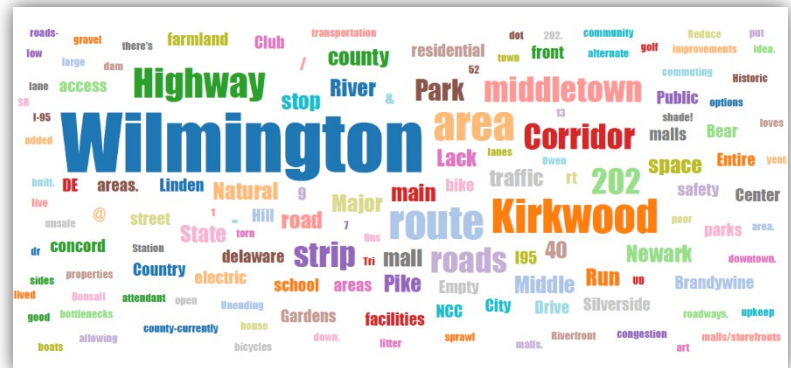 roads- gravel there's farmland Club transportation dot 202. community Reduce put
low large dam / county residential town front alternate golf improvements idea.
lane access Highway stop River & Park 52 middletown commuting Historic
SR I-95 Public options
added Wilmington area Corridor 13 shade! malls Bear loves
Lack lanes Owen space Entire year.
built. DE areas. Linden Natural 9 Major main bike traffic rt 202 safety Center
live unsafe @ street State 1 - Hill road 7 route Kirkwood poor parks area.
dr concord Station torn delaware strip Bus Tri mall roads I95 40 Newark downtown.
sides properties Country electric school areas Pike Empty Middle Run up Brandywine
lived Bonsall attendant open Unending Gardens facilities NCC City Drive Silverside roadways. upkeep
good bottlenecks county-currently house
boats allowing bicycles down. litter sprawl malls. Riverfront congestion art malls/storefronts